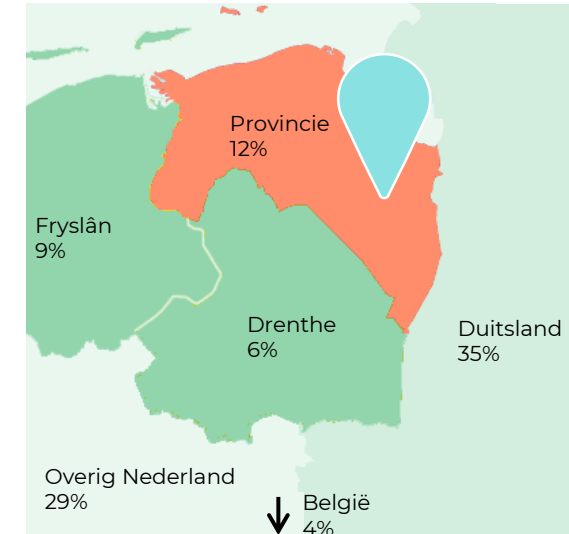 Provincie
12%
Fryslân
9%
Drenthe
6%
Duitsland
35%
Overig Nederland
29%
België
4%